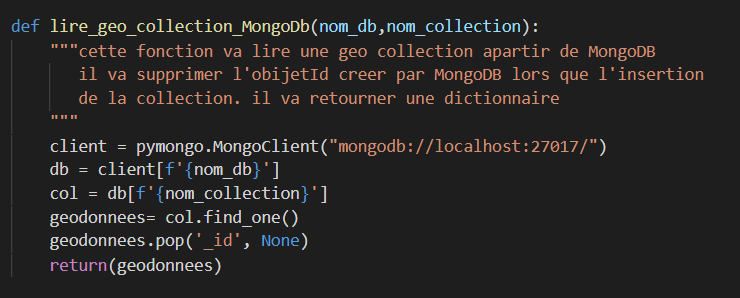 def lire_geo_collection_MongoDb(nom_db,nom_collection):
"""cette fonction va lire une geo collection apartir de MongoDB
il va supprimer l'obijetId creer par MongoDB lors que l'insertion
de la collection. il va retourner une dictionnaire
"""
client = pymongo.MongoClient("mongodb://localhost:27017/")
db = client[f'{nom_db}']
col = db[f'{nom_collection}']
geodonnees= col.find_one()
geodonnees.pop('_id', None)
return(geodonnees)